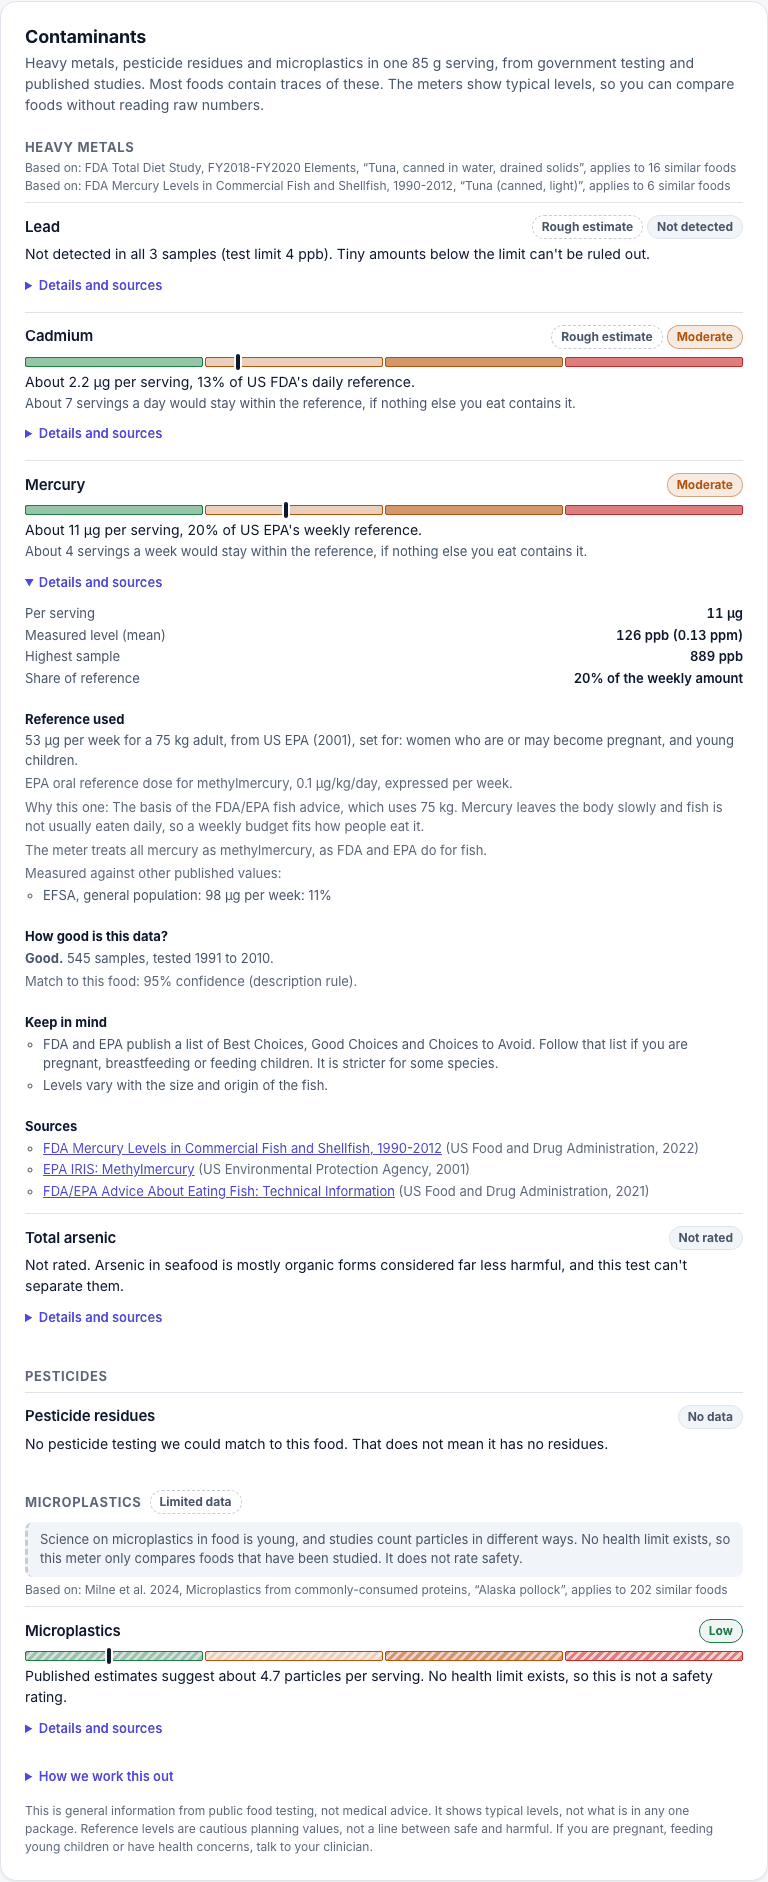 Contaminants
Heavy metals, pesticide residues and microplastics in one 85 g serving, from government testing and
published studies. Most foods contain traces of these. The meters show typical levels, so you can compare
foods without reading raw numbers.
HEAVY METALS
Based on: FDA Total Diet Study, FY2018-FY2020 Elements, “Tuna, canned in water, drained solids”, applies to 16 similar foods
Based on: FDA Mercury Levels in Commercial Fish and Shellfish, 1990-2012, “Tuna (canned, light)”, applies to 6 similar foods
Lead Rough estimate Not detected
Not detected in all 3 samples (test limit 4 ppb). Tiny amounts below the limit can't be ruled out.
Details and sources
Cadmium Rough estimate Moderate
About 2.2 µg per serving, 13% of US FDA's daily reference.
About 7 servings a day would stay within the reference, if nothing else you eat contains it.
Details and sources
Mercury Moderate
About 11 µg per serving, 20% of US EPA's weekly reference.
About 4 servings a week would stay within the reference, if nothing else you eat contains it.
Details and sources
Per serving 11 µg
Measured level (mean) 126 ppb (0.13 ppm)
Highest sample 889 ppb
Share of reference 20% of the weekly amount
Reference used
53 µg per week for a 75 kg adult, from US EPA (2001), set for: women who are or may become pregnant, and young
children.
EPA oral reference dose for methylmercury, 0.1 µg/kg/day, expressed per week.
Why this one: The basis of the FDA/EPA fish advice, which uses 75 kg. Mercury leaves the body slowly and fish is
not usually eaten daily, so a weekly budget fits how people eat it.
The meter treats all mercury as methylmercury, as FDA and EPA do for fish.
Measured against other published values:
EFSA, general population: 98 µg per week: 11%
How good is this data?
Good. 545 samples, tested 1991 to 2010.
Match to this food: 95% confidence (description rule).
Keep in mind
FDA and EPA publish a list of Best Choices, Good Choices and Choices to Avoid. Follow that list if you are
pregnant, breastfeeding or feeding children. It is stricter for some species.
Levels vary with the size and origin of the fish.
Sources
FDA Mercury Levels in Commercial Fish and Shellfish, 1990-2012 (US Food and Drug Administration, 2022)
EPA IRIS: Methylmercury (US Environmental Protection Agency, 2001)
FDA/EPA Advice About Eating Fish: Technical Information (US Food and Drug Administration, 2021)
Total arsenic Not rated
Not rated. Arsenic in seafood is mostly organic forms considered far less harmful, and this test can't
separate them.
Details and sources
PESTICIDES
Pesticide residues No data
No pesticide testing we could match to this food. That does not mean it has no residues.
MICROPLASTICS Limited data
Science on microplastics in food is young, and studies count particles in different ways. No health limit exists, so
this meter only compares foods that have been studied. It does not rate safety.
Based on: Milne et al. 2024, Microplastics from commonly-consumed proteins, “Alaska pollock”, applies to 202 similar foods
Microplastics Low
Published estimates suggest about 4.7 particles per serving. No health limit exists, so this is not a safety
rating.
Details and sources
How we work this out
This is general information from public food testing, not medical advice. It shows typical levels, not what is in any one
package. Reference levels are cautious planning values, not a line between safe and harmful. If you are pregnant, feeding
young children or have health concerns, talk to your clinician.